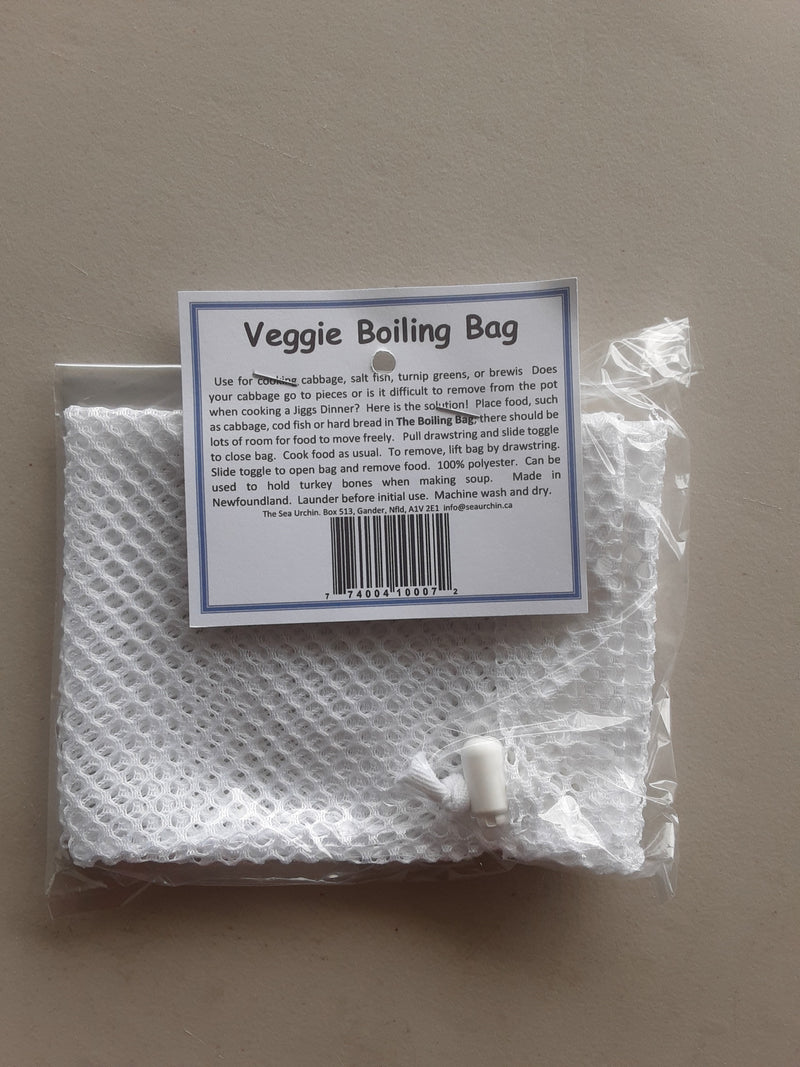 Veggie Boiling Bag
Use for cooking cabbage, salt fish, turnip greens, or brewis Does
your cabbage go to pieces or is it difficult to remove from the pot
when cooking a Jiggs Dinner? Here is the solution! Place food, such
as cabbage, cod fish or hard bread in The Boiling Bag, there should be
lots of room for food to move freely. Pull drawstring and slide toggle
to close bag. Cook food as usual. To remove, lift bag by drawstring.
Slide toggle to open bag and remove food. 100% polyester. Can be
used to hold turkey bones when making soup. Made in
Newfoundland. Launder before initial use. Machine wash and dry.
The Sea Urchin. Box 513, Gander, Nfld, A1V 2E1 info@seaurchin.ca
7 74004 10007 2